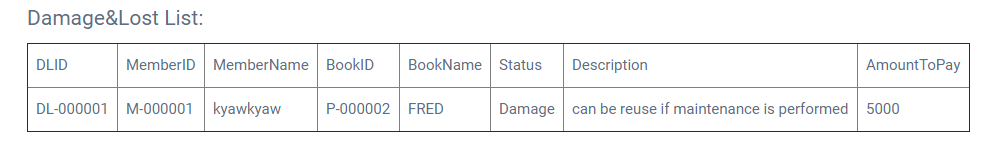 Damage&Lost List:
DLID MemberID MemberName BookID BookName Status Description AmountToPay
DL-000001 M-000001 kyawkyaw P-000002 FRED Damage can be reuse if maintenance is performed 5000